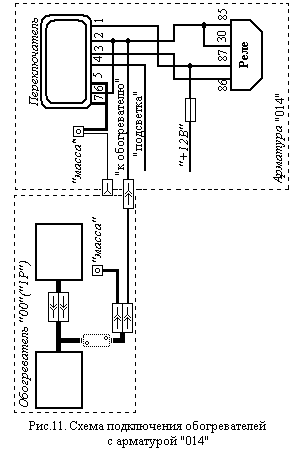 Переключатель
1
2
3
4
5
7
6
85
30
87
86
Реле
"масса"
"к обогревателю"
"подсветка"
"+12В"
Арматура "014"
"масса"
Обогреватель "00"("1Р")
Рис.11. Схема подключения обогревателей
с арматурой "014"